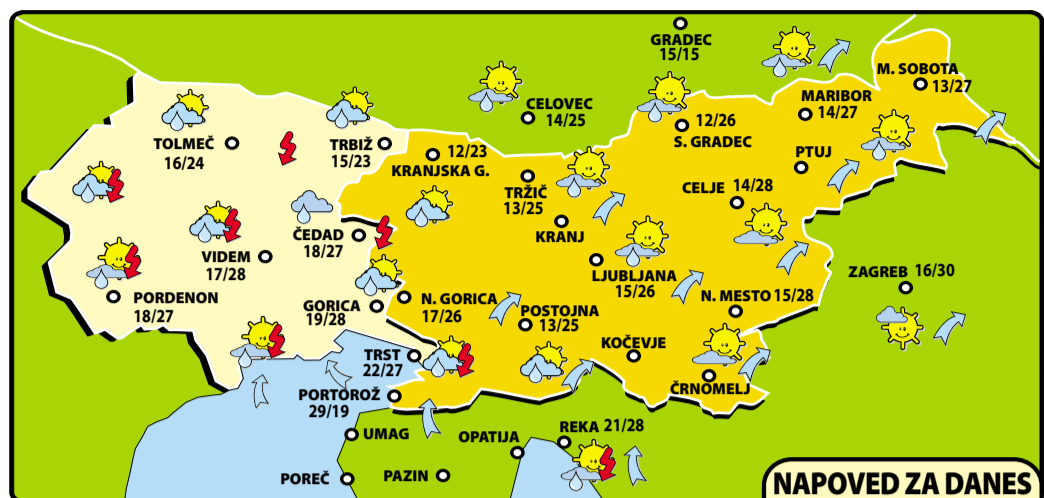 GRADEC
15/15
M. SOBOTA
13/27
MARIBOR
14/27
CELOVEC
14/25
12/26
S. GRADEC
TOLMEČ
16/24
TRBIŽ
15/23
12/23
KRANJSKA G.
PTUJ
TRŽIČ
13/25
CELJE 14/28
KRANJ
ČEDAD
18/27
VIDEM
17/28
LJUBLJANA
15/26
ZAGREB 16/30
PORDENON
18/27
GORICA
19/28
N. GORICA
17/26
POSTOJNA
13/25
N. MESTO 15/28
KOČEVJE
TRST
22/27
ČRNOMELJ
PORTOROŽ
29/19
UMAG
OPATIJA
REKA 21/28
POREČ
PAZIN
NAPOVED ZA DANES